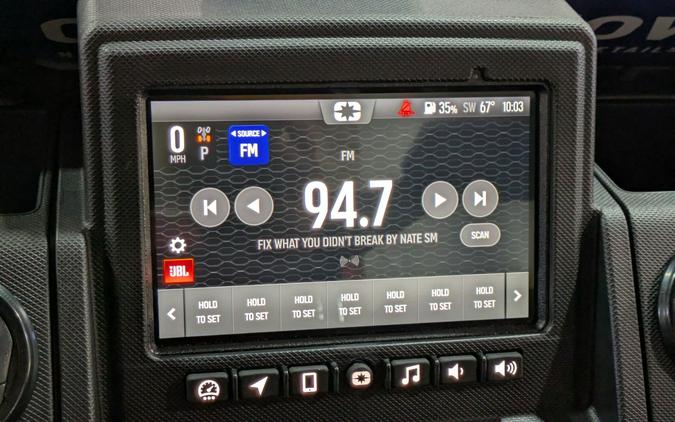 35% SW 67° 10:03
0
MPH
P
SOURCE
FM
FM
94.7
FIX WHAT YOU DIDN'T BREAK BY NATE SM
SCAN
JBL
HOLD TO SET
HOLD TO SET
HOLD TO SET
HOLD TO SET
HOLD TO SET
HOLD TO SET
HOLD TO SET